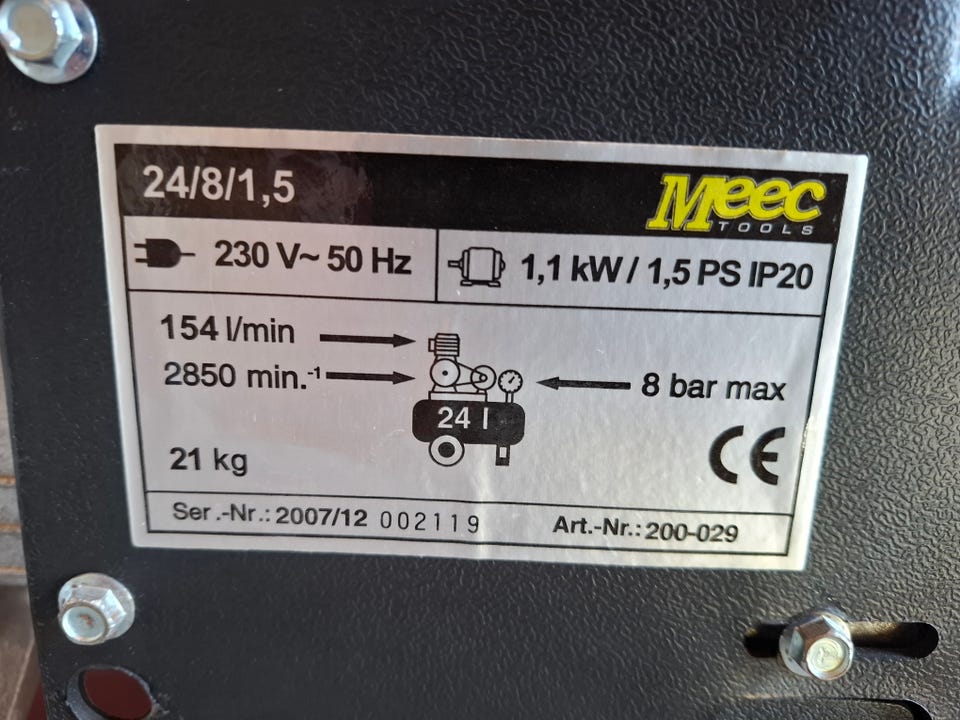 24/8/1,5
Meec
TOOLS
230 V~ 50 Hz
1,1 kW / 1,5 PS IP20
154 l/min
2850 min.-1
8 bar max
24 l
21 kg
CE
Ser.-Nr.: 2007/12 002119
Art.-Nr.: 200-029